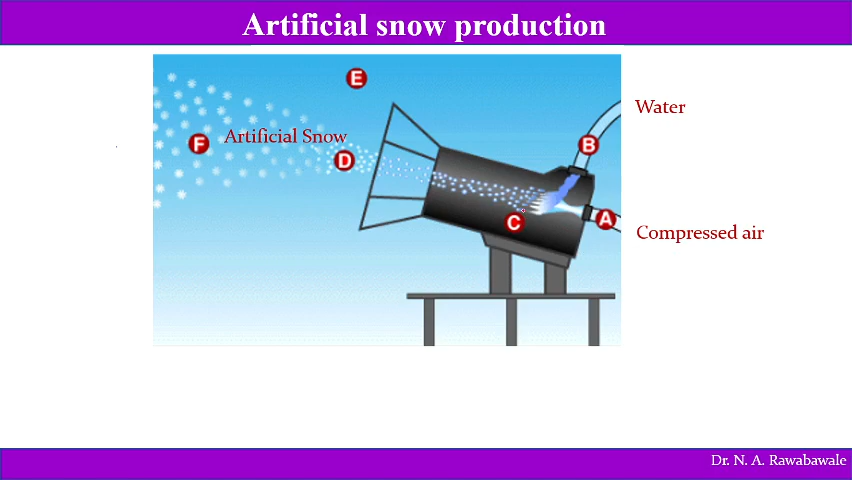 Artificial snow production
E
Water
F
Artificial Snow
B
D
C
A
Compressed air
Dr. N. A. Rawabawale